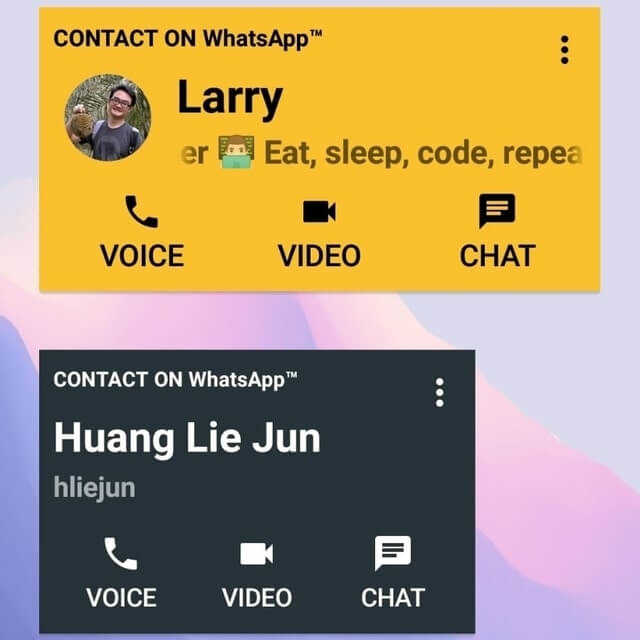 CONTACT ON WhatsApp™
Larry
er 👨‍💻 Eat, sleep, code, repea
VOICE VIDEO CHAT
CONTACT ON WhatsApp™
Huang Lie Jun
hliejun
VOICE VIDEO CHAT